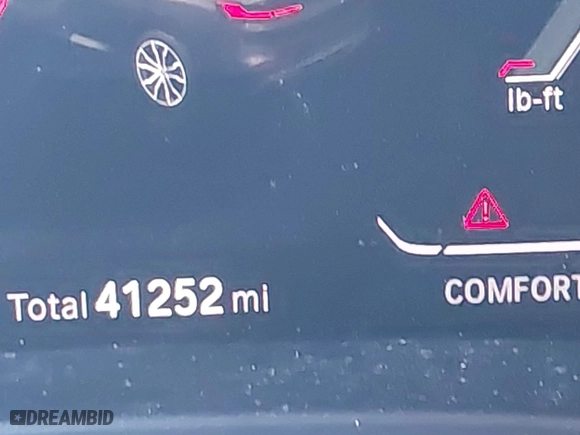 lb-ft
Total 41252 mi
COMFORT
DREAMBID